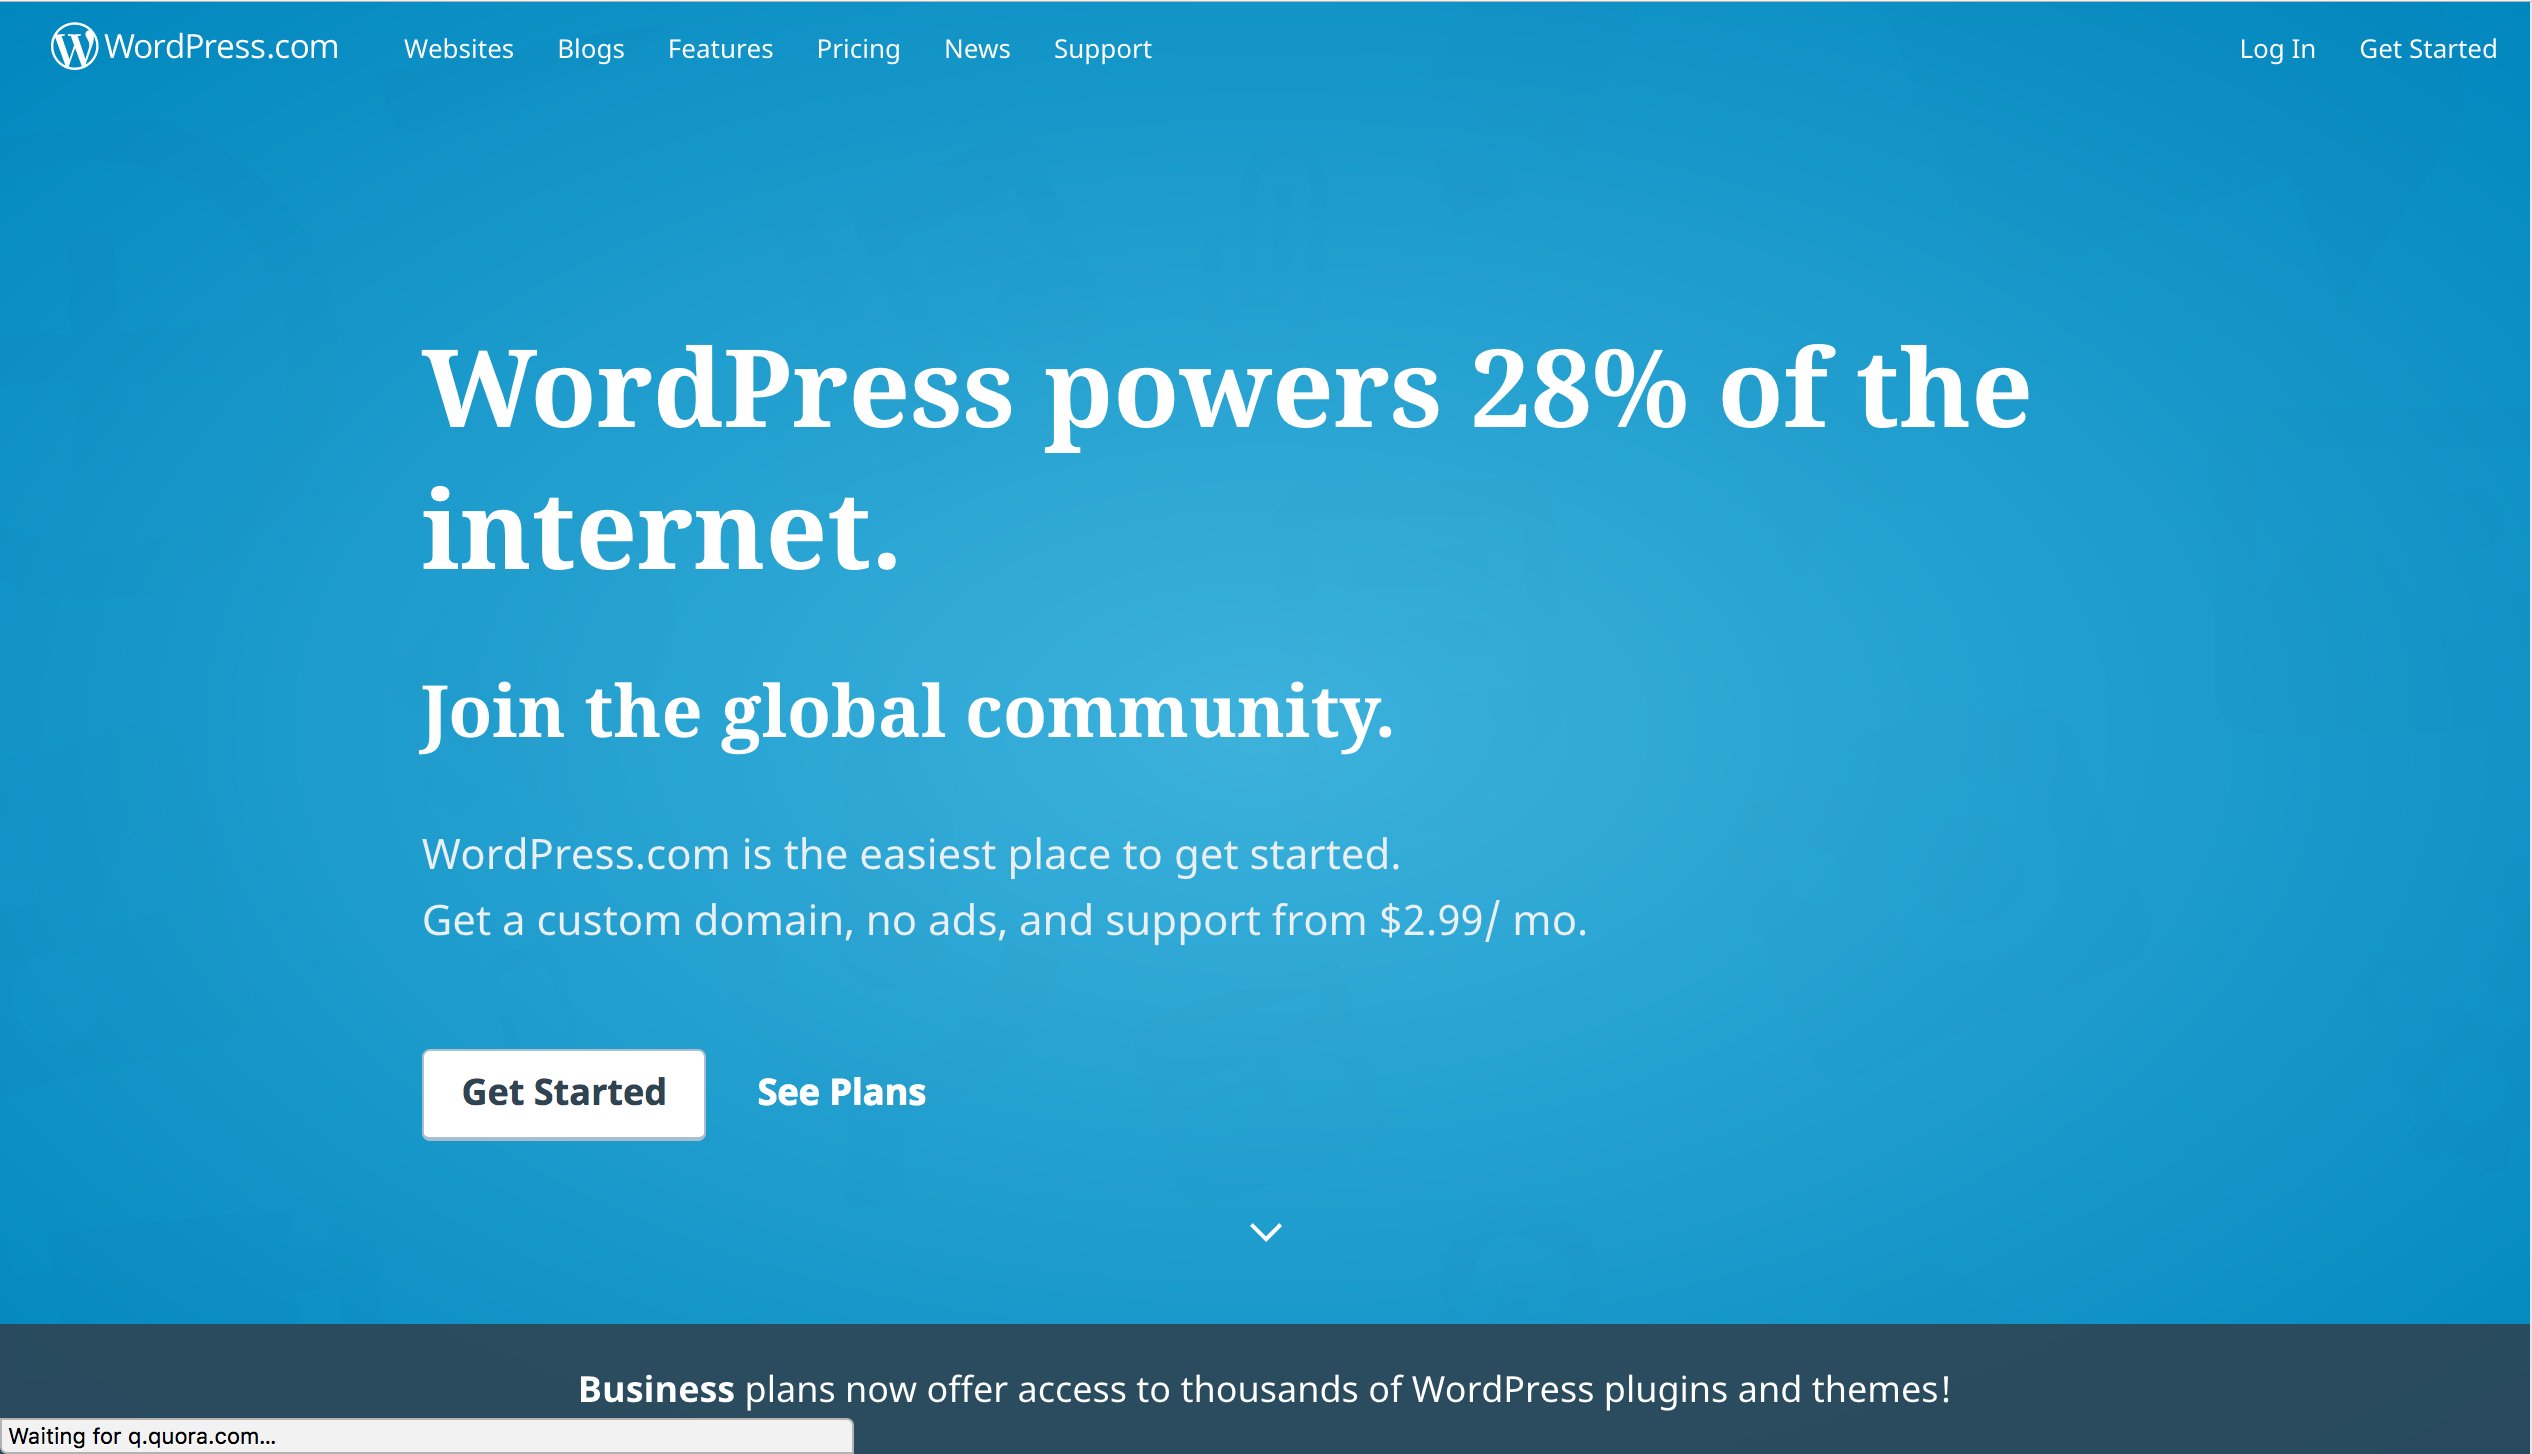 WordPress.com Websites Blogs Features Pricing News Support Log In Get Started
WordPress powers 28% of the
internet.
Join the global community.
WordPress.com is the easiest place to get started.
Get a custom domain, no ads, and support from $2.99/ mo.
Get Started See Plans
Business plans now offer access to thousands of WordPress plugins and themes!
Waiting for q.quora.com...